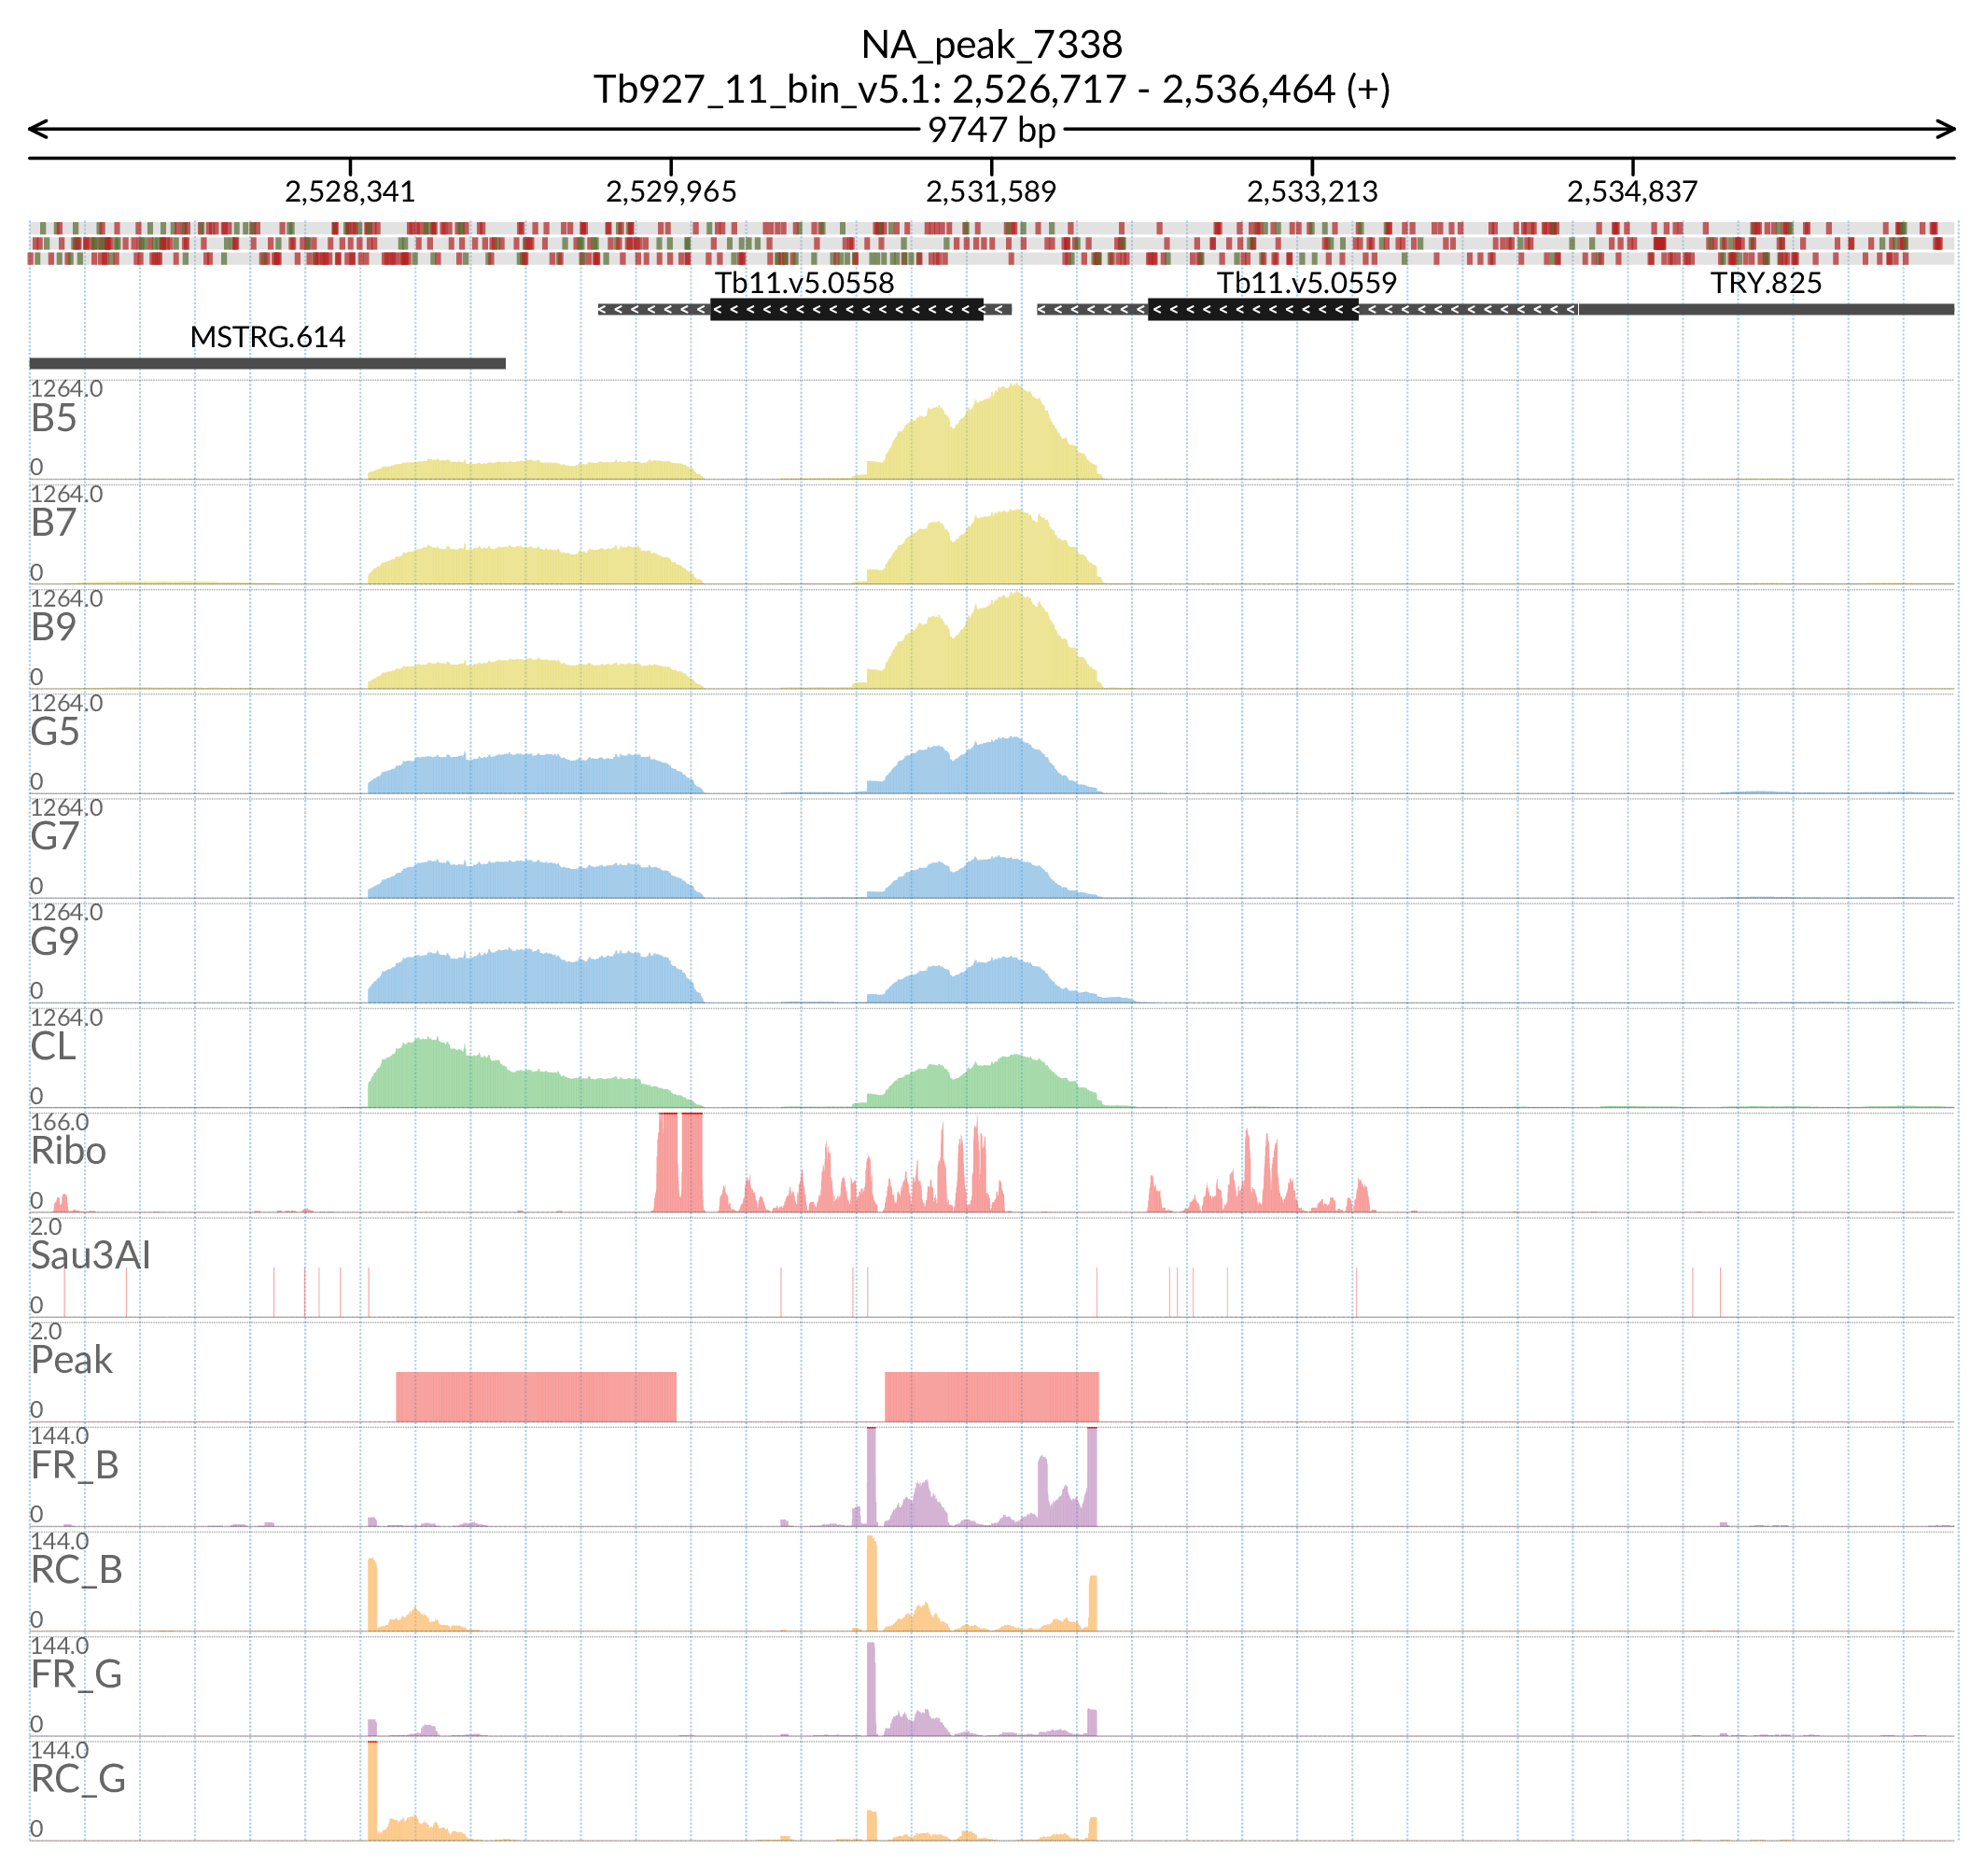 NA_peak_7338
Tb927_11_bin_v5.1: 2,526,717 - 2,536,464 (+)
9747 bp
2,528,341 2,529,965 2,531,589 2,533,213 2,534,837
Tb11.v5.0558 Tb11.v5.0559 TRY.825
MSTRG.614
1264.0
B5
0
1264.0
B7
0
1264.0
B9
0
1264.0
G5
0
1264.0
G7
0
1264.0
G9
0
1264.0
CL
0
166.0
Ribo
0
2.0
Sau3AI
0
2.0
Peak
0
144.0
FR_B
0
144.0
RC_B
0
144.0
FR_G
0
144.0
RC_G
0